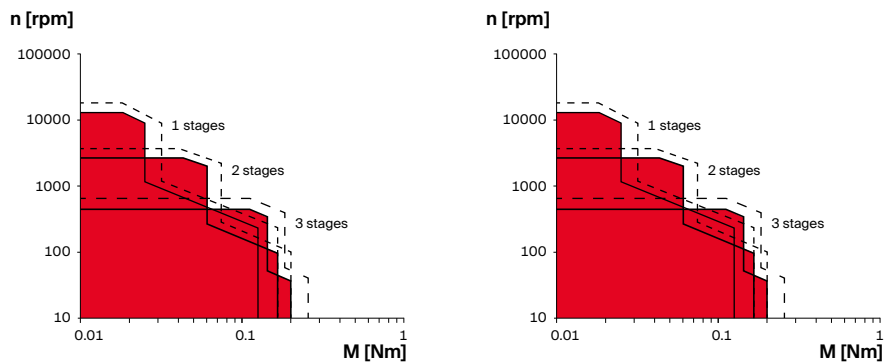 n [rpm]
100000
10000
1000
100
10
1 stages
2 stages
3 stages
0.01
0.1
1
M [Nm]
n [rpm]
100000
10000
1000
100
10
1 stages
2 stages
3 stages
0.01
0.1
1
M [Nm]